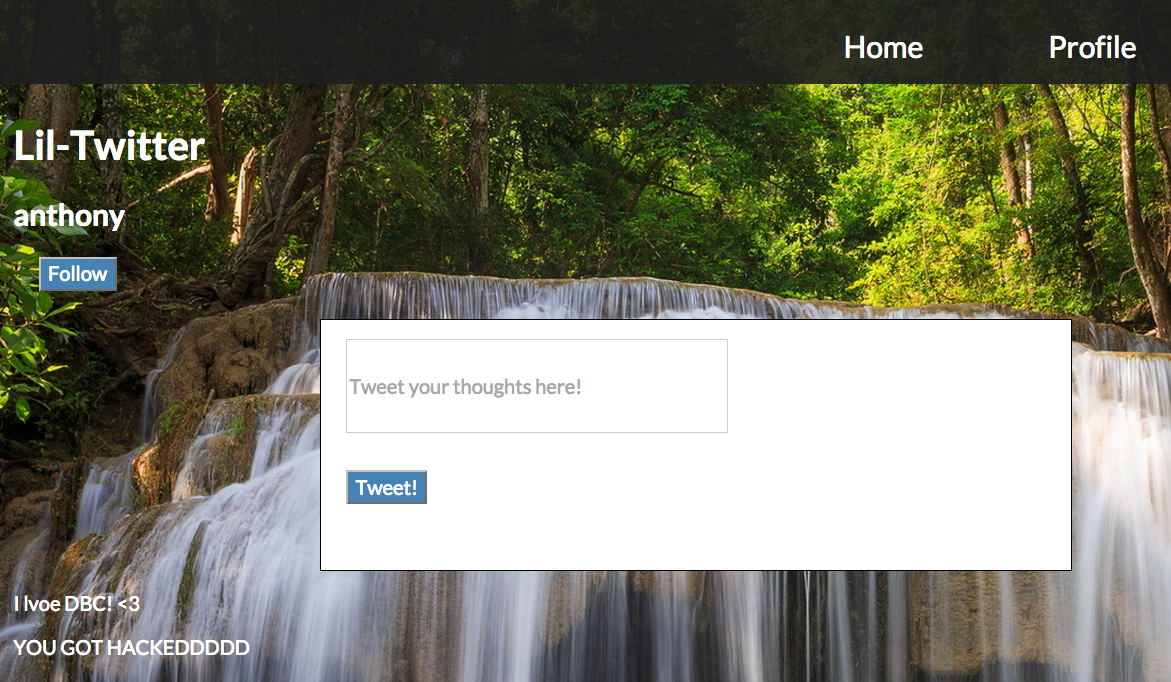 Home Profile
Lil-Twitter
anthony
Follow
Tweet your thoughts here!
Tweet!
I lvoe DBC! <3
YOU GOT HACKEDDDDD